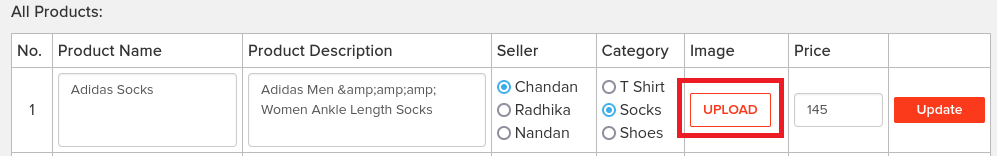 All Products:
No. Product Name Product Description Seller Category Image Price
1 Adidas Socks Adidas Men &amp;amp;amp; Chandan T Shirt UPLOAD 145 Update
Women Ankle Length Socks Radhika Socks
Nandan Shoes